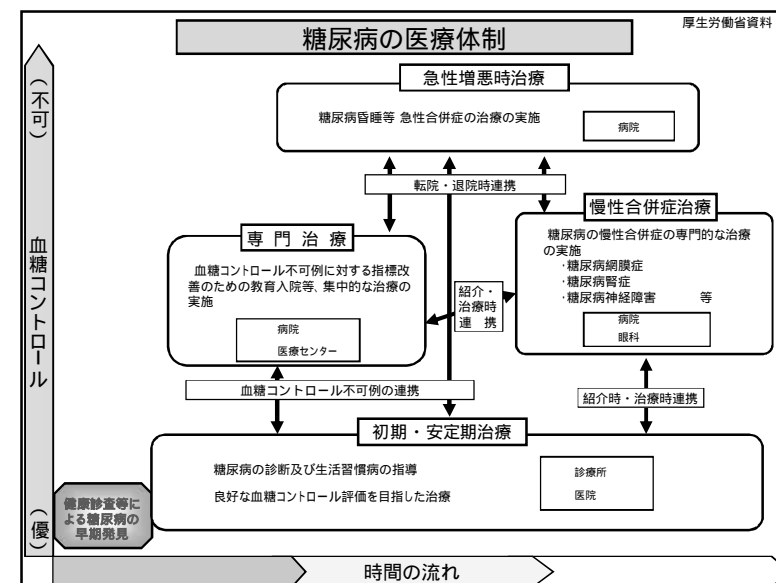 厚生労働省資料
糖尿病の医療体制
(不可)
血糖コントロール
(優)
急性増悪時治療
糖尿病昏睡等 急性合併症の治療の実施
病院
転院・退院時連携
慢性合併症治療
糖尿病の慢性合併症の専門的な治療
の実施
・糖尿病網膜症
・糖尿病腎症
・糖尿病神経障害 等
病院
眼科
専門治療
血糖コントロール不可例に対する指標改
善のための教育入院等、集中的な治療の
実施
病院
医療センター
紹介・
治療時
連 携
血糖コントロール不可例の連携
紹介時・治療時連携
初期・安定期治療
糖尿病の診断及び生活習慣病の指導
良好な血糖コントロール評価を目指した治療
診療所
医院
健康診査等に
よる糖尿病の
早期発見
時間の流れ